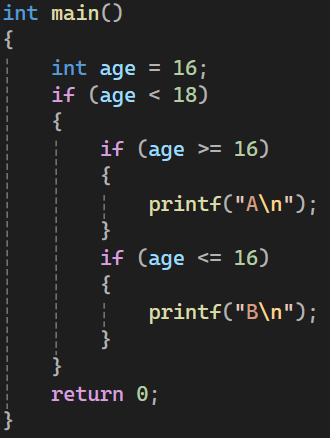 int main()
{
    int age = 16;
    if (age < 18)
    {
        if (age >= 16)
        {
            printf("A\n");
        }
        if (age <= 16)
        {
            printf("B\n");
        }
    }
    return 0;
}